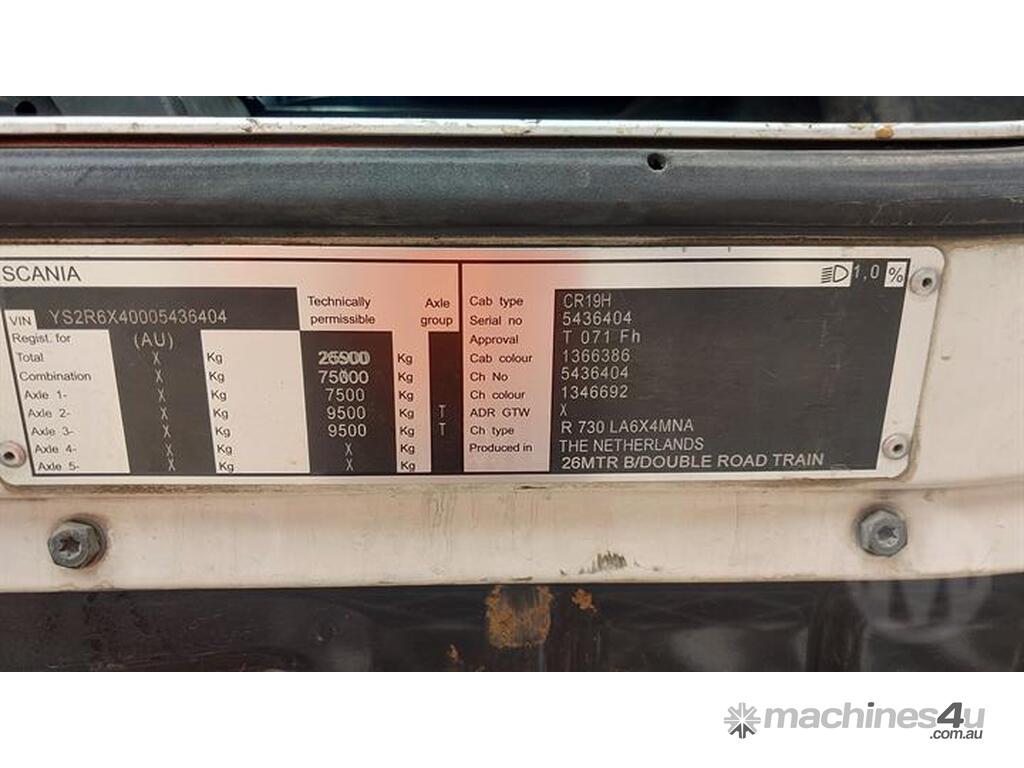 SCANIA
VIN YS2R6X40005436404
Technically permissible
Axle group
Regist. for (AU)
Total X Kg Kg
Combination X Kg Kg
Axle 1- X Kg 7500 Kg
Axle 2- X Kg 9500 Kg T
Axle 3- X Kg 9500 Kg T
Axle 4- X Kg X Kg
Axle 5- X Kg X Kg
1,0 %
Cab type CR19H
Serial no 5436404
Approval T 071 Fh
Cab colour 1366386
Ch No 5436404
Ch colour 1346692
ADR GTW X
Ch type R 730 LA6X4MNA
Produced in THE NETHERLANDS
26MTR B/DOUBLE ROAD TRAIN
machines4u
.com.au